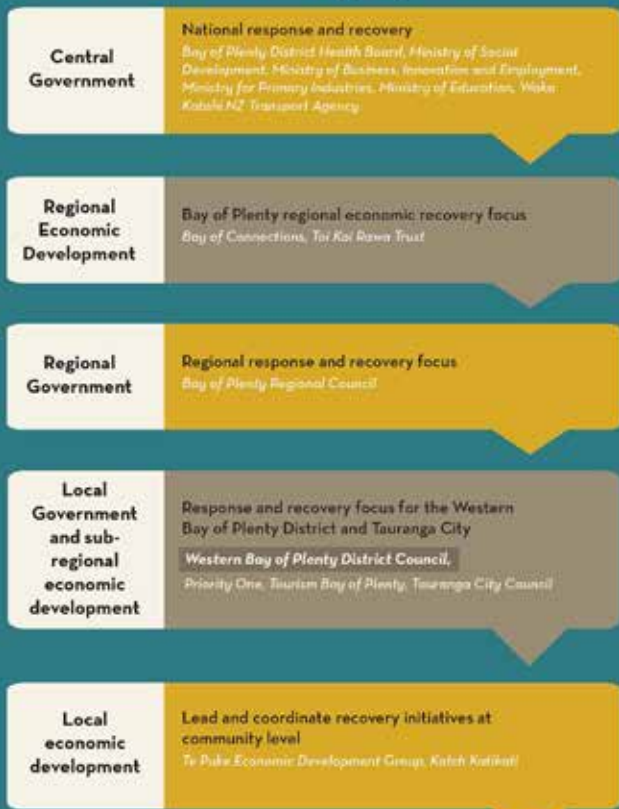 Central
Government
National response and recovery
Bay of Plenty District Health Board, Ministry of Social
Development, Ministry of Business, Innovation and Employment,
Ministry for Primary Industries, Ministry of Education, Waka
Kotahi NZ Transport Agency
Regional
Economic
Development
Bay of Plenty regional economic recovery focus
Bay of Connections, Toi Kai Rawa Trust
Regional
Government
Regional response and recovery focus
Bay of Plenty Regional Council
Local
Government
and sub-
regional
economic
development
Response and recovery focus for the Western
Bay of Plenty District and Tauranga City
Western Bay of Plenty District Council,
Priority One, Tourism Bay of Plenty, Tauranga City Council
Local
economic
development
Lead and coordinate recovery initiatives at
community level
Te Puke Economic Development Group, Katch Katikati